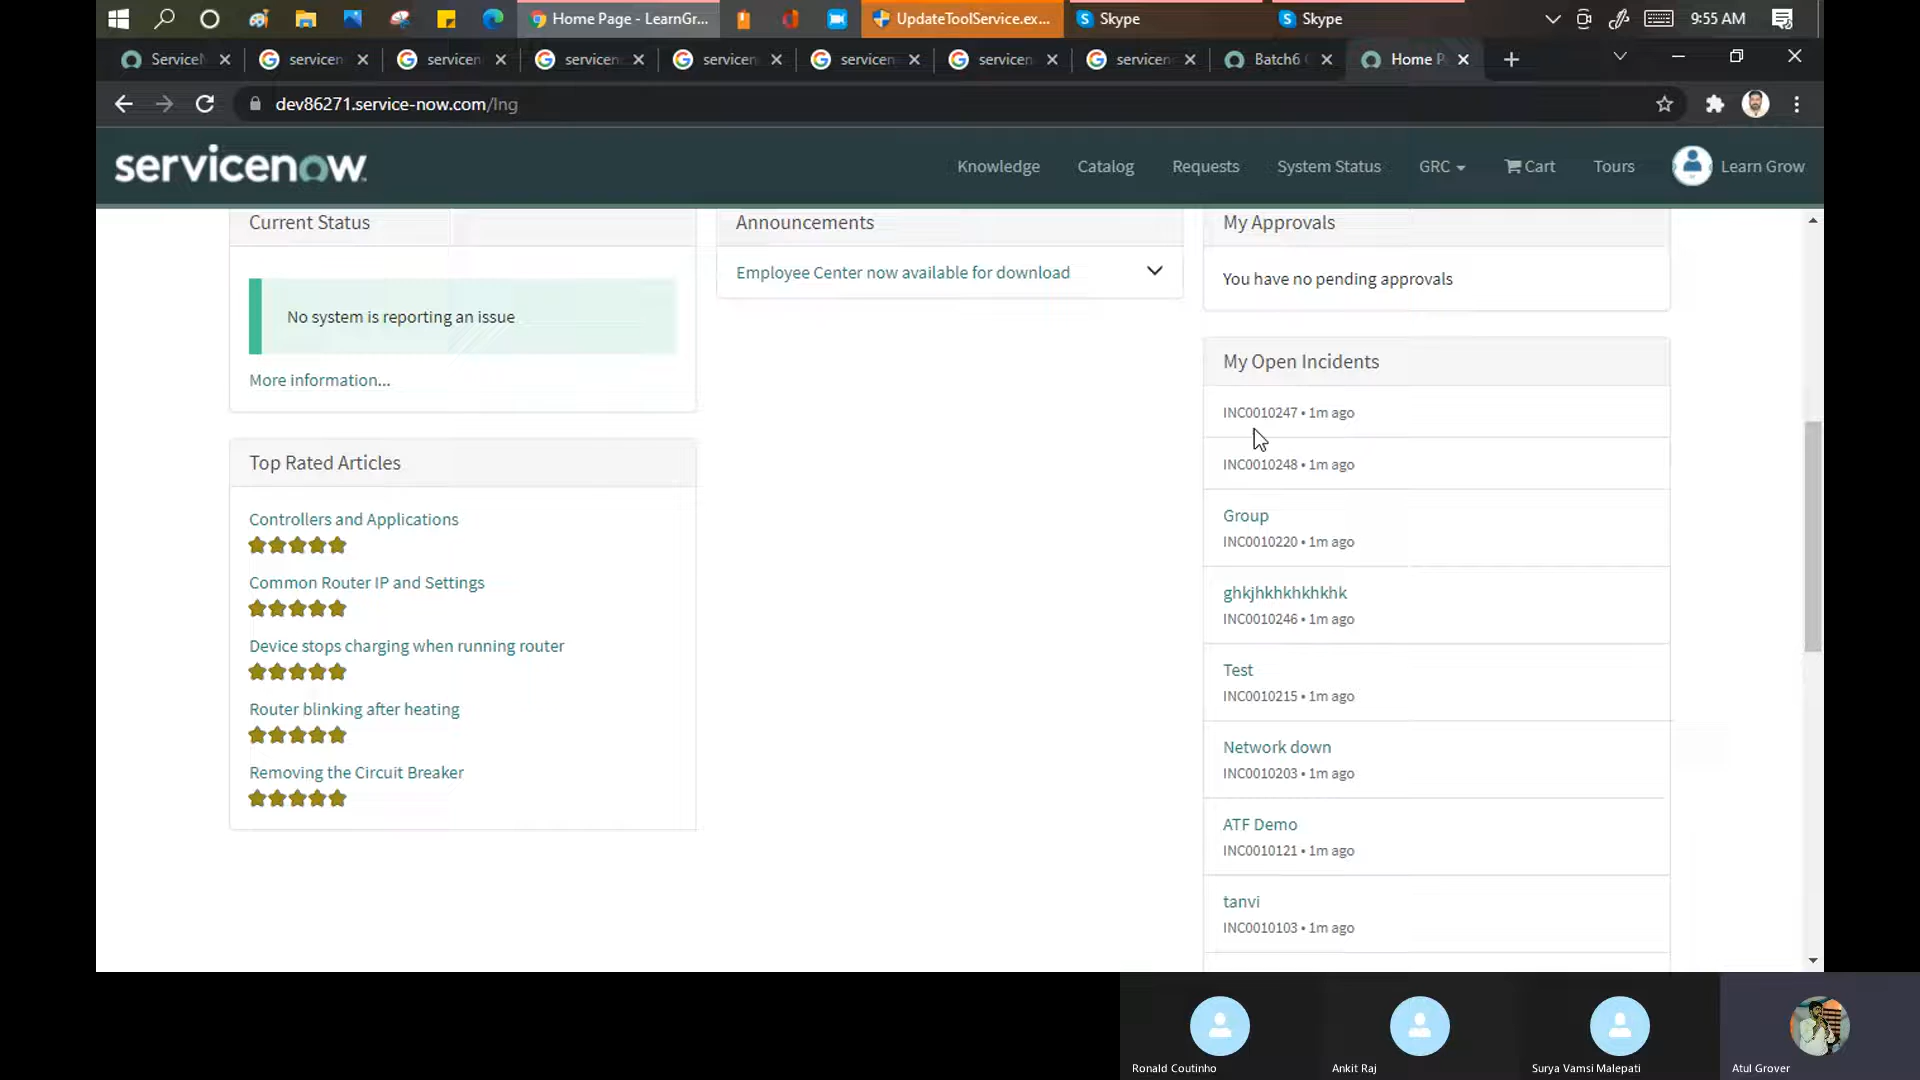 Home Page - LearnGr...
UpdateToolService.ex...
Skype
Skype
9:55 AM
Service
servicen
servicen
servicen
servicen
servicen
servicen
servicen
Batch6
Home P
dev86271.service-now.com/lng
servicenow
Knowledge
Catalog
Requests
System Status
GRC
Cart
Tours
Learn Grow
Current Status
No system is reporting an issue
More information...
Top Rated Articles
Controllers and Applications
Common Router IP and Settings
Device stops charging when running router
Router blinking after heating
Removing the Circuit Breaker
Announcements
Employee Center now available for download
My Approvals
You have no pending approvals
My Open Incidents
INC0010247 • 1m ago
INC0010248 • 1m ago
Group
INC0010220 • 1m ago
ghkjhkhkhkhkhk
INC0010246 • 1m ago
Test
INC0010215 • 1m ago
Network down
INC0010203 • 1m ago
ATF Demo
INC0010121 • 1m ago
tanvi
INC0010103 • 1m ago
Ronald Coutinho
Ankit Raj
Surya Vamsi Malepati
Atul Grover